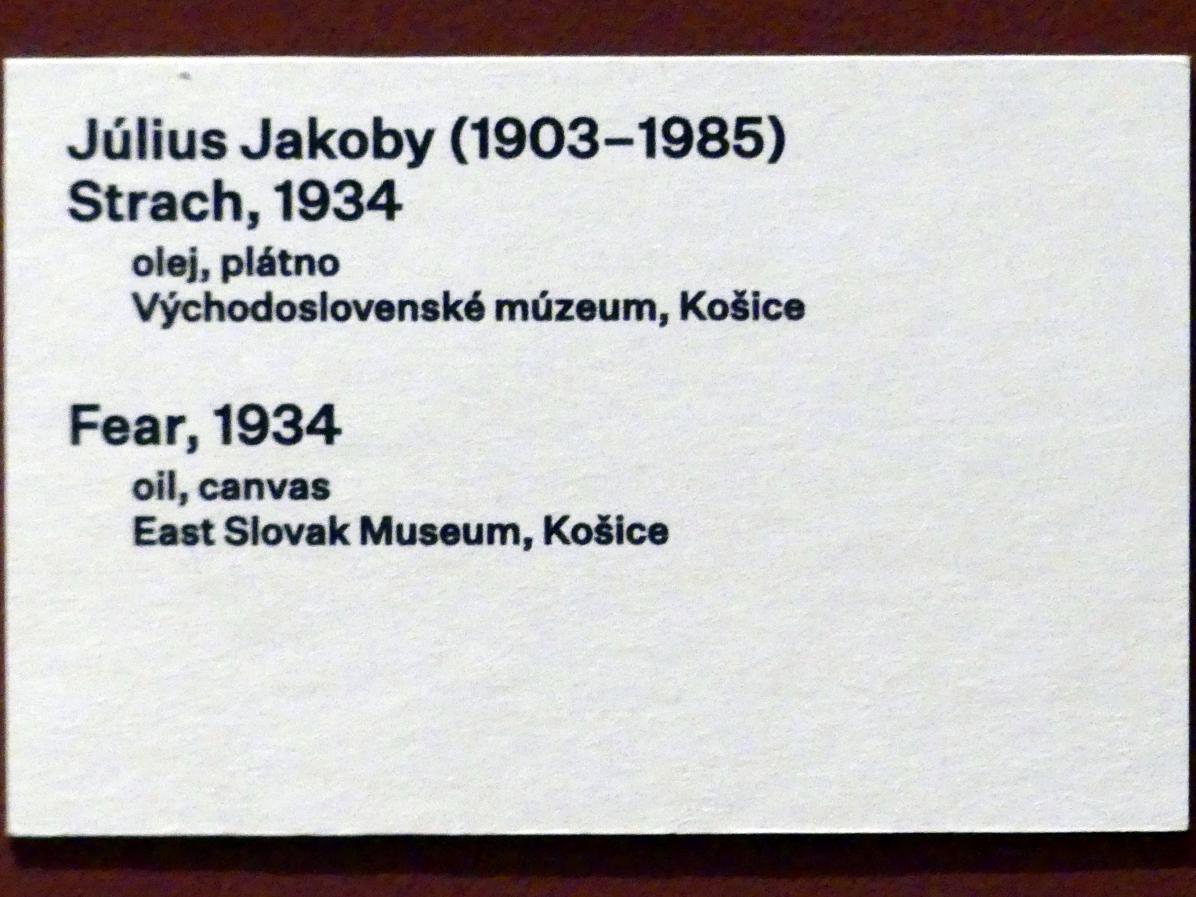 Július Jakoby (1903–1985)
Strach, 1934
olej, plátno
Východoslovenské múzeum, Košice
Fear, 1934
oil, canvas
East Slovak Museum, Košice